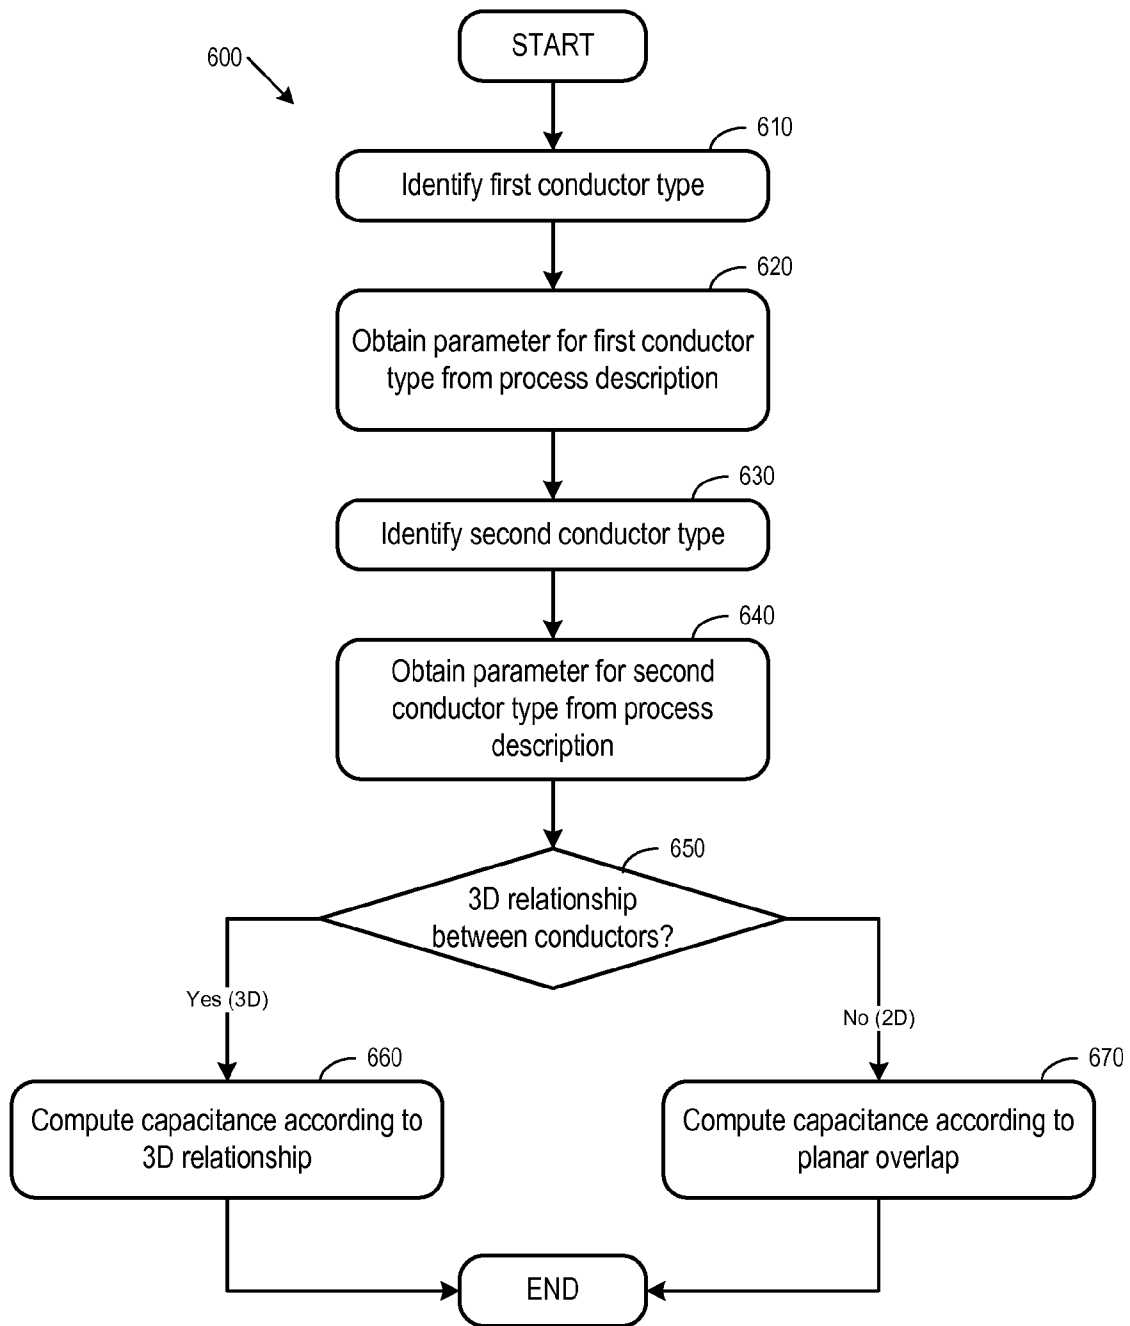 START
600
610
Identify first conductor type
620
Obtain parameter for first conductor
type from process description
630
Identify second conductor type
640
Obtain parameter for second
conductor type from process
description
650
3D relationship
between conductors?
Yes (3D)
No (2D)
660
Compute capacitance according to
3D relationship
670
Compute capacitance according to
planar overlap
END